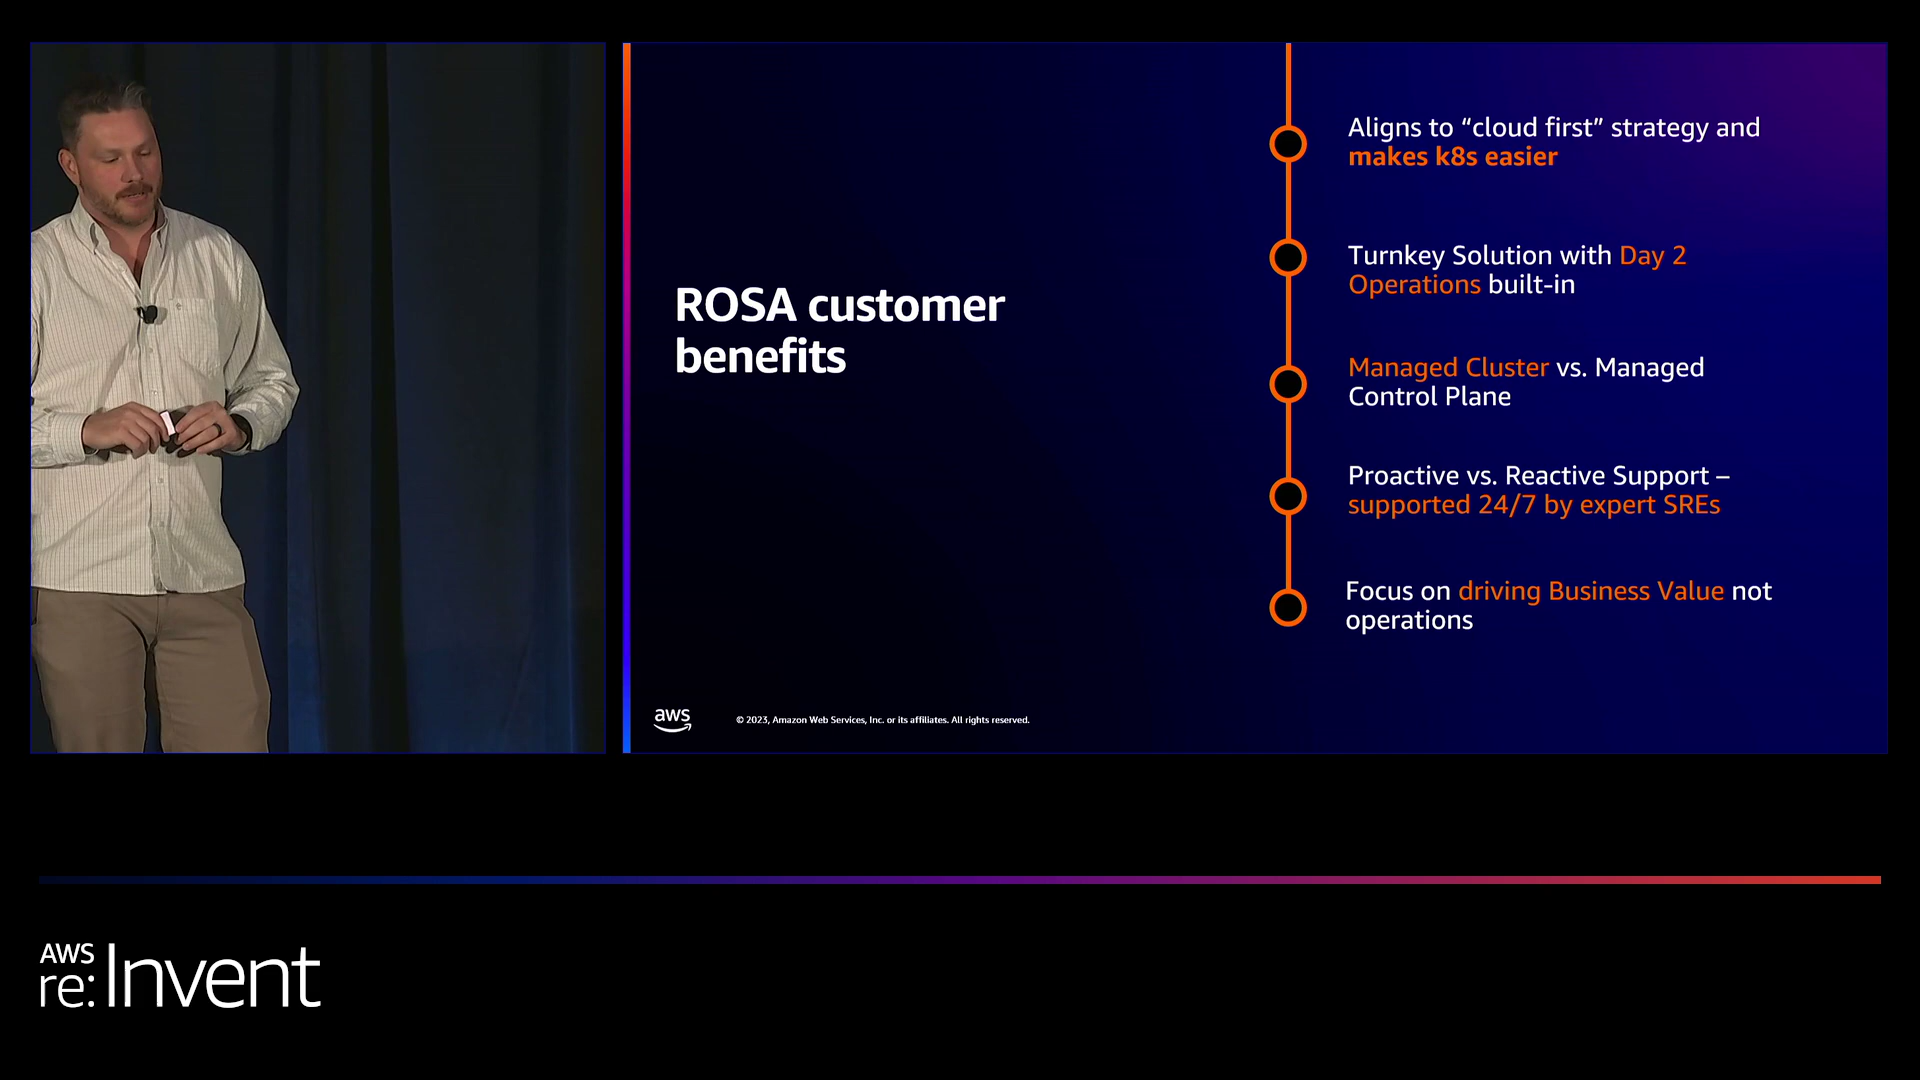 ROSA customer
benefits
Aligns to “cloud first” strategy and
makes k8s easier
Turnkey Solution with Day 2
Operations built-in
Managed Cluster vs. Managed
Control Plane
Proactive vs. Reactive Support –
supported 24/7 by expert SREs
Focus on driving Business Value not
operations
aws
© 2023, Amazon Web Services, Inc. or its affiliates. All rights reserved.
AWS
re:Invent